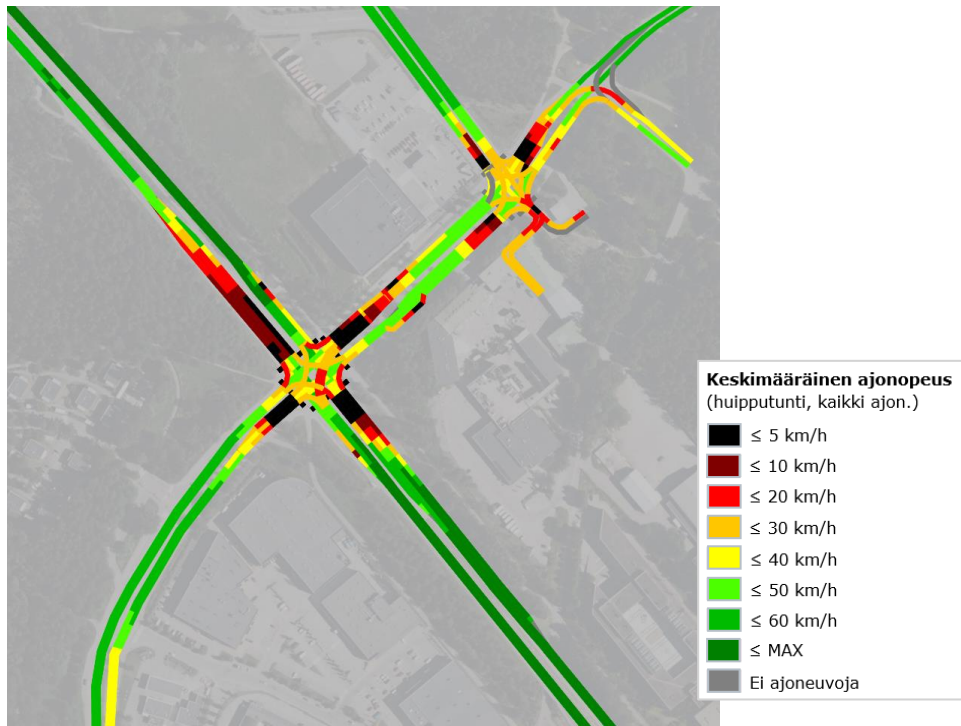 Keskimääräinen ajonopeus
(huipputunti, kaikki ajon.)
≤ 5 km/h
≤ 10 km/h
≤ 20 km/h
≤ 30 km/h
≤ 40 km/h
≤ 50 km/h
≤ 60 km/h
≤ MAX
Ei ajoneuvoja